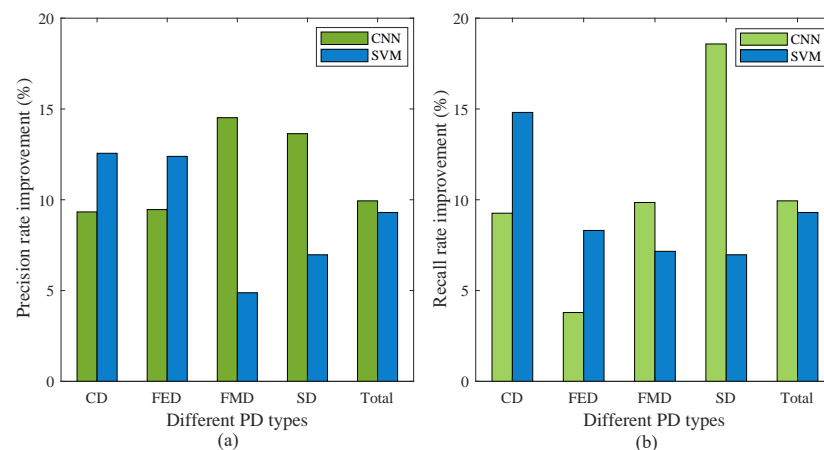 20
15
10
5
0
Precision rate improvement (%)
CNN
SVM
CD FED FMD SD Total
Different PD types
(a)
20
15
10
5
0
Recall rate improvement (%)
CNN
SVM
CD FED FMD SD Total
Different PD types
(b)